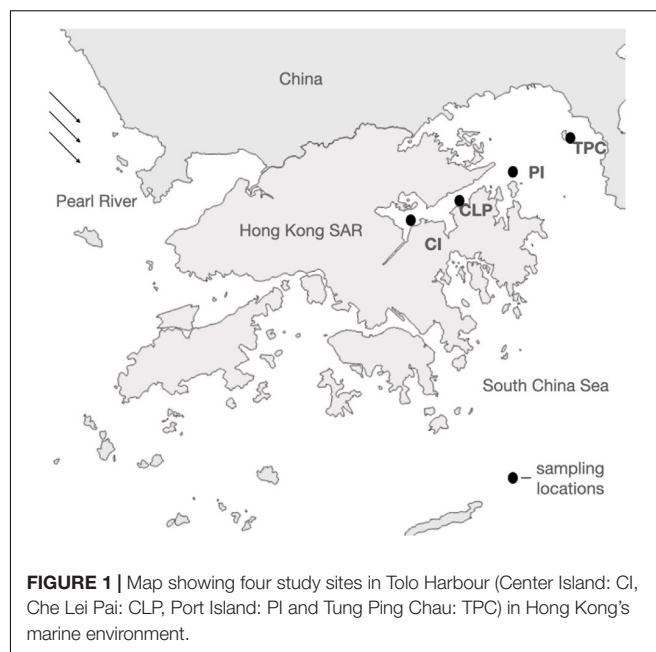 China
TPC
PI
Pearl River
CLP
Hong Kong SAR
CI
South China Sea
sampling
locations
FIGURE 1 | Map showing four study sites in Tolo Harbour (Center Island: CI,
Che Lei Pai: CLP, Port Island: PI and Tung Ping Chau: TPC) in Hong Kong's
marine environment.